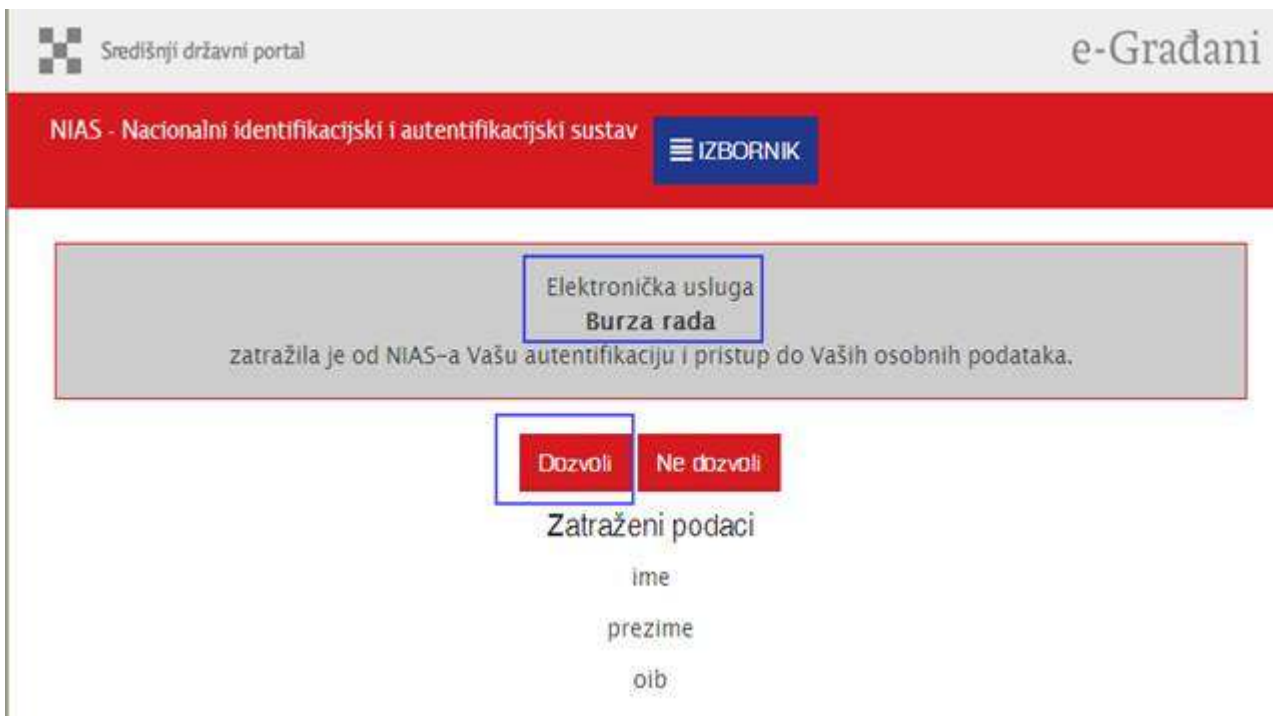 Središnji državni portal
e-Građani
NIAS - Nacionalni identifikacijski i autentifikacijski sustav
IZBORNIK
Elektronička usluga
Burza rada
zatražila je od NIAS-a Vašu autentifikaciju i pristup do Vaših osobnih podataka.
Dozvoli Ne dozvoli
Zatraženi podaci
ime
prezime
oib